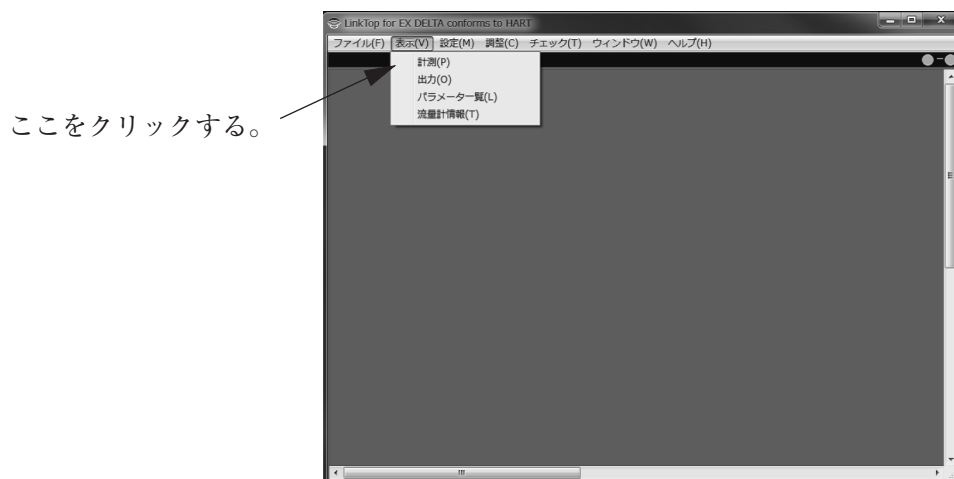 LinkTop for EX DELTA conforms to HART
ファイル(F) 表示(V) 設定(M) 調整(C) チェック(T) ウィンドウ(W) ヘルプ(H)
計測(P)
出力(O)
パラメータ一覧(L)
流量計情報(T)
ここをクリックする。